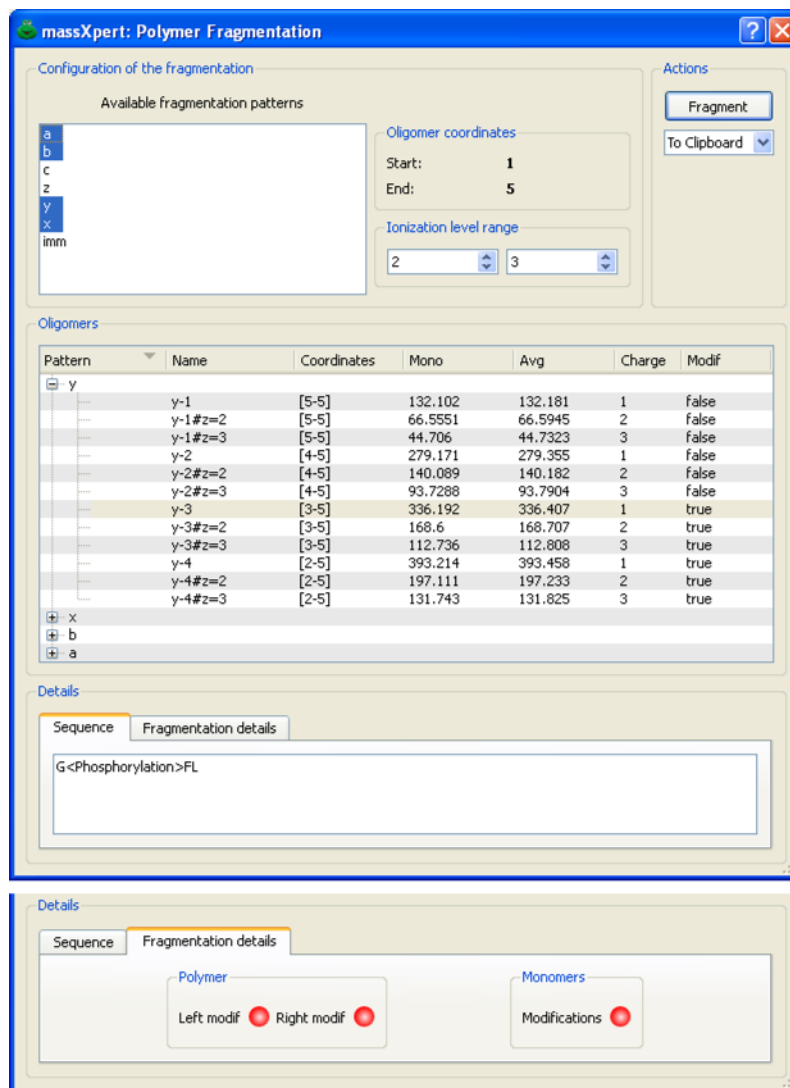 massXpert: Polymer Fragmentation
Configuration of the fragmentation
Actions
Available fragmentation patterns
Fragment
To Clipboard
a
b
c
z
y
x
imm
Oligomer coordinates
Start: 1
End: 5
Ionization level range
2 3
Oligomers
Pattern Name Coordinates Mono Avg Charge Modif
y
y-1 [5-5] 132.102 132.181 1 false
y-1#z=2 [5-5] 66.5551 66.5945 2 false
y-1#z=3 [5-5] 44.706 44.7323 3 false
y-2 [4-5] 279.171 279.355 1 false
y-2#z=2 [4-5] 140.089 140.182 2 false
y-2#z=3 [4-5] 93.7288 93.7904 3 false
y-3 [3-5] 336.192 336.407 1 true
y-3#z=2 [3-5] 168.6 168.707 2 true
y-3#z=3 [3-5] 112.736 112.808 3 true
y-4 [2-5] 393.214 393.458 1 true
y-4#z=2 [2-5] 197.111 197.233 2 true
y-4#z=3 [2-5] 131.743 131.825 3 true
x
b
a
Details
Sequence Fragmentation details
G<Phosphorylation>FL
Details
Sequence Fragmentation details
Polymer Monomers
Left modif Right modif Modifications